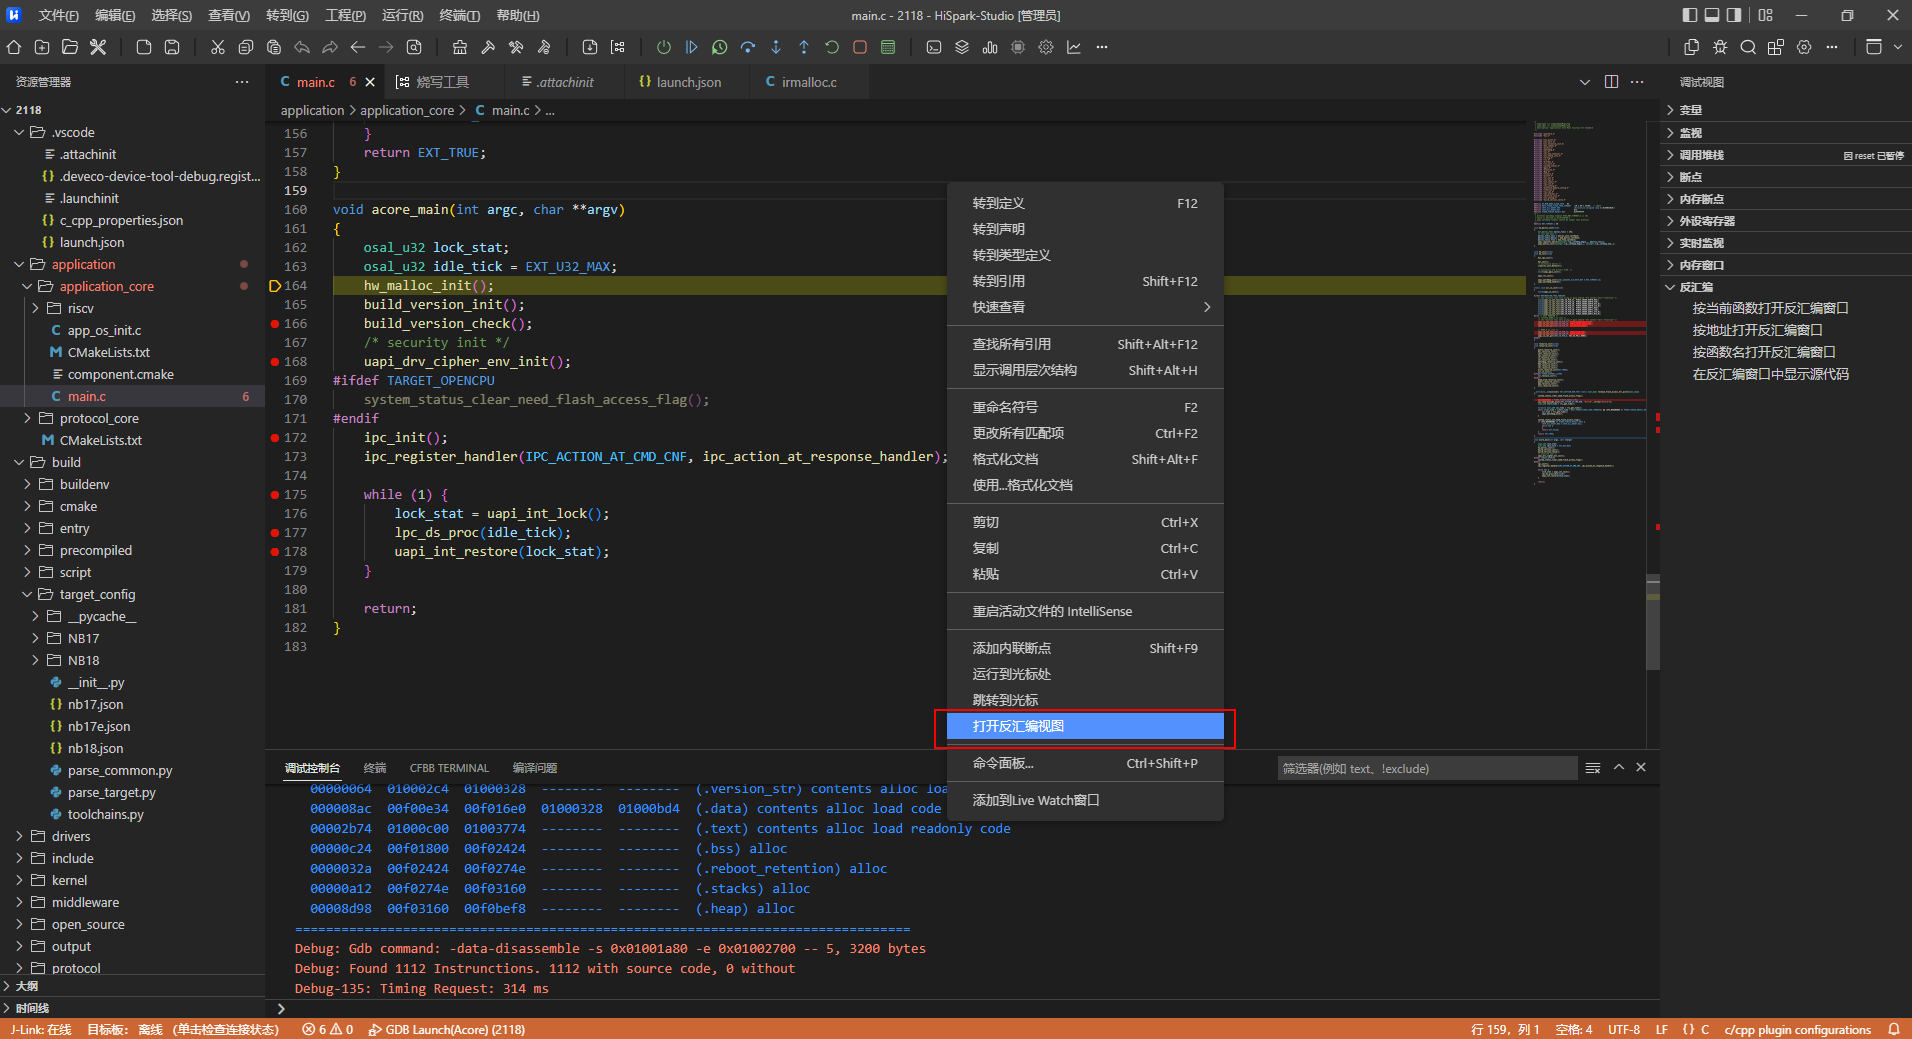 文件(F) 编辑(E) 选择(S) 查看(V) 转到(G) 工程(P) 运行(R) 终端(T) 帮助(H)
main.c - 2118 - HiSpark-Studio [管理员]
资源管理器
2118
.vscode
.attachinit
.deveco-device-tool-debug.regist...
.launchinit
c_cpp_properties.json
launch.json
application
application_core
riscv
app_os_init.c
CMakeLists.txt
component.cmake
main.c 6
protocol_core
CMakeLists.txt
build
buildenv
cmake
entry
precompiled
script
target_config
__pycache__
NB17
NB18
__init__.py
nb17.json
nb17e.json
nb18.json
parse_common.py
parse_target.py
toolchains.py
drivers
include
kernel
middleware
open_source
output
protocol
大纲
时间线
main.c 6 烧写工具 .attachinit launch.json irmalloc.c
application > application_core > C main.c > ...
156 }
157 return EXT_TRUE;
158 }
159
160 void acore_main(int argc, char **argv)
161 {
162 osal_u32 lock_stat;
163 osal_u32 idle_tick = EXT_U32_MAX;
164 hw_malloc_init();
165 build_version_init();
166 build_version_check();
167 /* security init */
168 uapi_drv_cipher_env_init();
169 #ifdef TARGET_OPENCPU
170 system_status_clear_need_flash_access_flag();
171 #endif
172 ipc_init();
173 ipc_register_handler(IPC_ACTION_AT_CMD_CNF, ipc_action_at_response_handler);
174
175 while (1) {
176 lock_stat = uapi_int_lock();
177 lpc_ds_proc(idle_tick);
178 uapi_int_restore(lock_stat);
179 }
180
181 return;
182 }
183
转到定义 F12
转到声明
转到类型定义
转到引用 Shift+F12
快速查看
查找所有引用 Shift+Alt+F12
显示调用层次结构 Shift+Alt+H
重命名符号 F2
更改所有匹配项 Ctrl+F2
格式化文档 Shift+Alt+F
使用...格式化文档
剪切 Ctrl+X
复制 Ctrl+C
粘贴 Ctrl+V
重启活动文件的 IntelliSense
添加内联断点 Shift+F9
运行到光标处
跳转到光标
打开反汇编视图
命令面板... Ctrl+Shift+P
添加到Live Watch窗口
调试视图
变量
监视
调用堆栈 因 reset 已暂停
断点
内存断点
外设寄存器
实时监视
内存窗口
反汇编
按当前函数打开反汇编窗口
按地址打开反汇编窗口
按函数名打开反汇编窗口
在反汇编窗口中显示源代码
调试控制台 终端 CFBB TERMINAL 编译问题
筛选器(例如 text、!exclude)
00000064 010002c4 01000328 -------- -------- (.version_str) contents alloc loa
000008ac 00f00e34 00f016e0 01000328 01000bd4 (.data) contents alloc load code
00002b74 01000c00 01003774 -------- -------- (.text) contents alloc load readonly code
00000c24 00f01800 00f02424 -------- -------- (.bss) alloc
0000032a 00f02424 00f0274e -------- -------- (.reboot_retention) alloc
00000a12 00f0274e 00f03160 -------- -------- (.stacks) alloc
00008d98 00f03160 00f0bef8 -------- -------- (.heap) alloc
================================================================================
Debug: Gdb command: -data-disassemble -s 0x01001a80 -e 0x01002700 -- 5, 3200 bytes
Debug: Found 1112 Instrunctions. 1112 with source code, 0 without
Debug-135: Timing Request: 314 ms
J-Link: 在线 目标板: 离线 (单击检查连接状态) 6 0 GDB Launch(Acore) (2118)
行 159, 列 1 空格: 4 UTF-8 LF {} C c/cpp plugin configurations